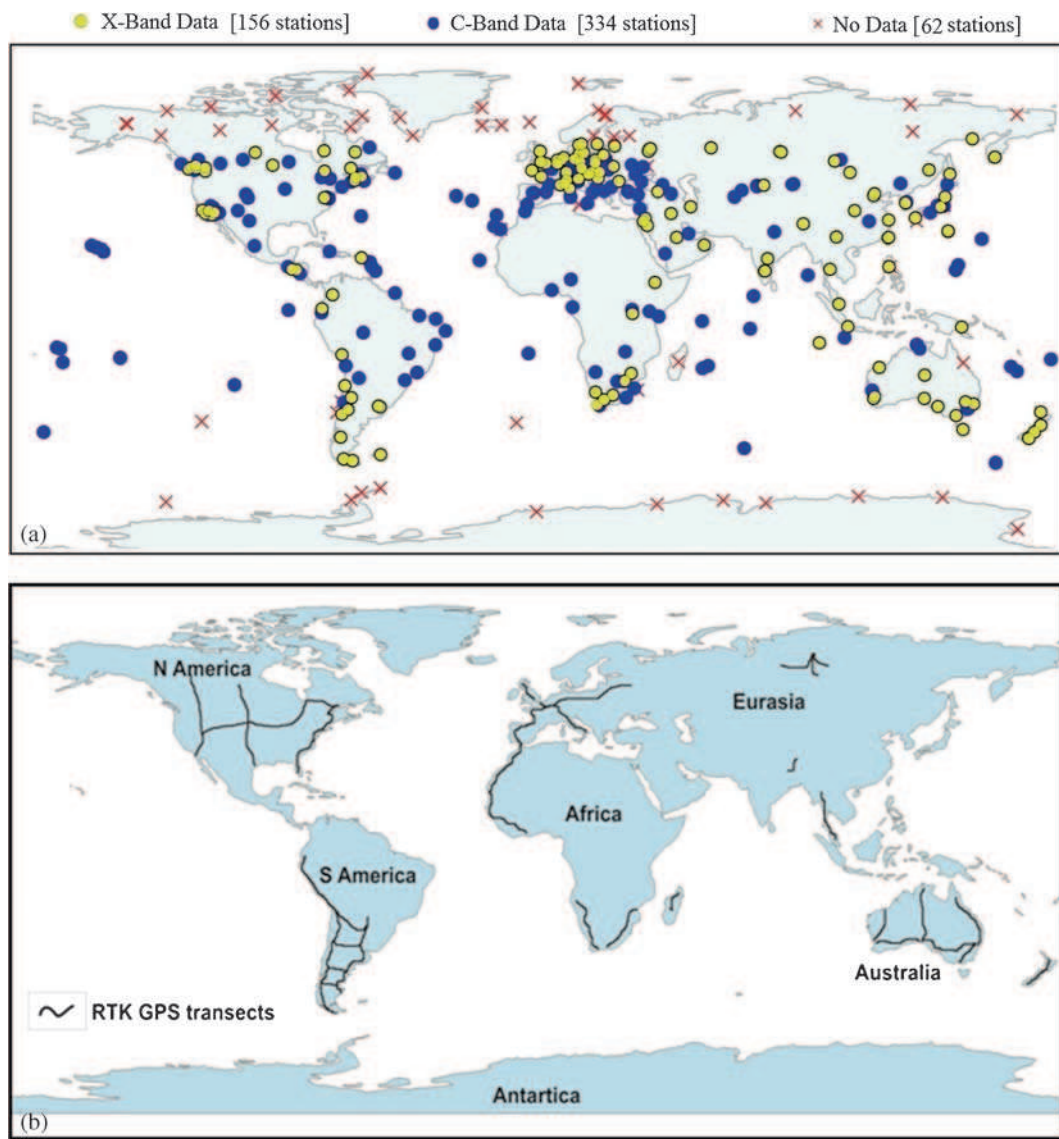 X-Band Data [156 stations]
C-Band Data [334 stations]
No Data [62 stations]
(a)
N America
Eurasia
Africa
S America
Australia
RTK GPS transects
Antartica
(b)